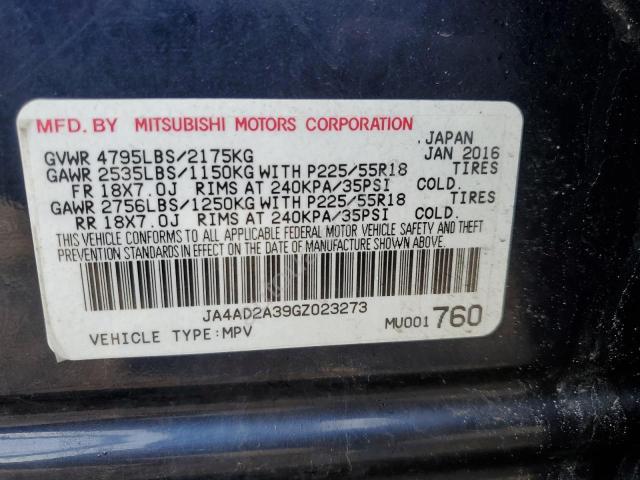 MFD. BY MITSUBISHI MOTORS CORPORATION
JAPAN
GVWR 4795LBS/2175KG JAN 2016
GAWR 2535LBS/1150KG WITH P225/55R18 TIRES
FR 18X7.0J RIMS AT 240KPA/35PSI COLD.
GAWR 2756LBS/1250KG WITH P225/55R18 TIRES
RR 18X7.0J RIMS AT 240KPA/35PSI COLD.
THIS VEHICLE CONFORMS TO ALL APPLICABLE FEDERAL MOTOR VEHICLE SAFETY AND THEFT
PREVENTION STANDARDS IN EFFECT ON THE DATE OF MANUFACTURE SHOWN ABOVE.
JA4AD2A39GZ023273
VEHICLE TYPE:MPV MU001 760